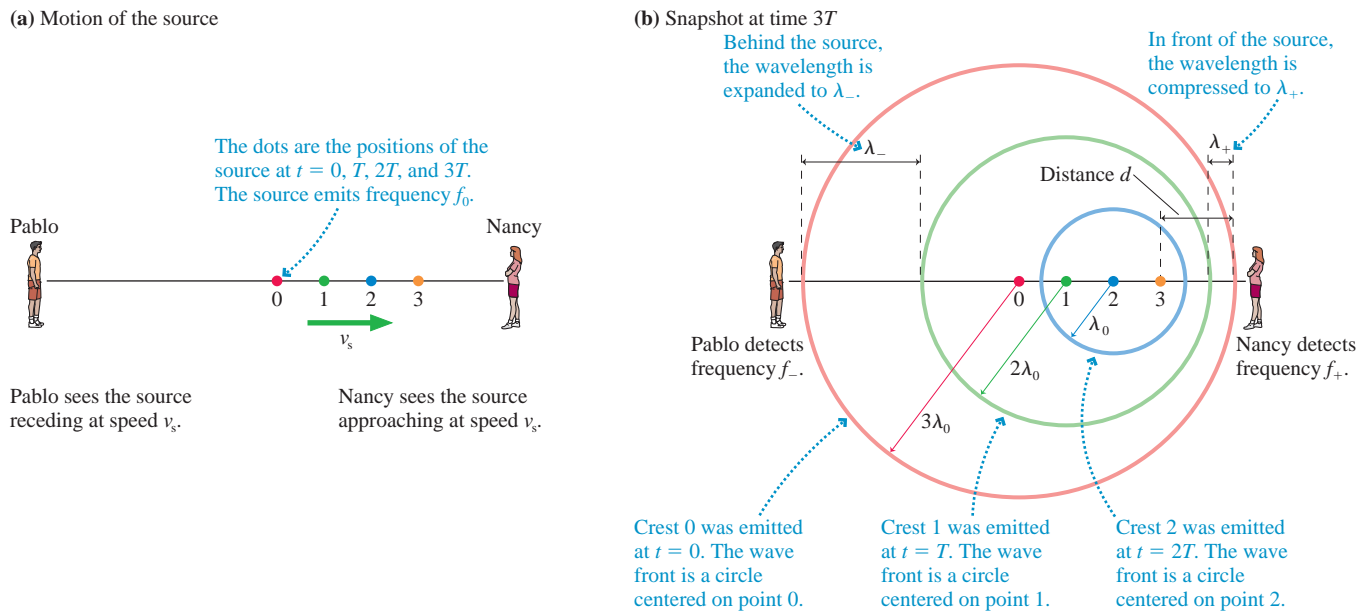 (a) Motion of the source
The dots are the positions of the
source at t = 0, T, 2T, and 3T.
The source emits frequency f₀.
Pablo
Nancy
0
1
2
3
vₛ
Pablo sees the source
receding at speed vₛ.
Nancy sees the source
approaching at speed vₛ.
(b) Snapshot at time 3T
Behind the source,
the wavelength is
expanded to λ₋.
In front of the source,
the wavelength is
compressed to λ₊.
λ₋
λ₊
Distance d
0
1
2
3
λ₀
2λ₀
3λ₀
Pablo detects
frequency f₋.
Nancy detects
frequency f₊.
Crest 0 was emitted
at t = 0. The wave
front is a circle
centered on point 0.
Crest 1 was emitted
at t = T. The wave
front is a circle
centered on point 1.
Crest 2 was emitted
at t = 2T. The wave
front is a circle
centered on point 2.